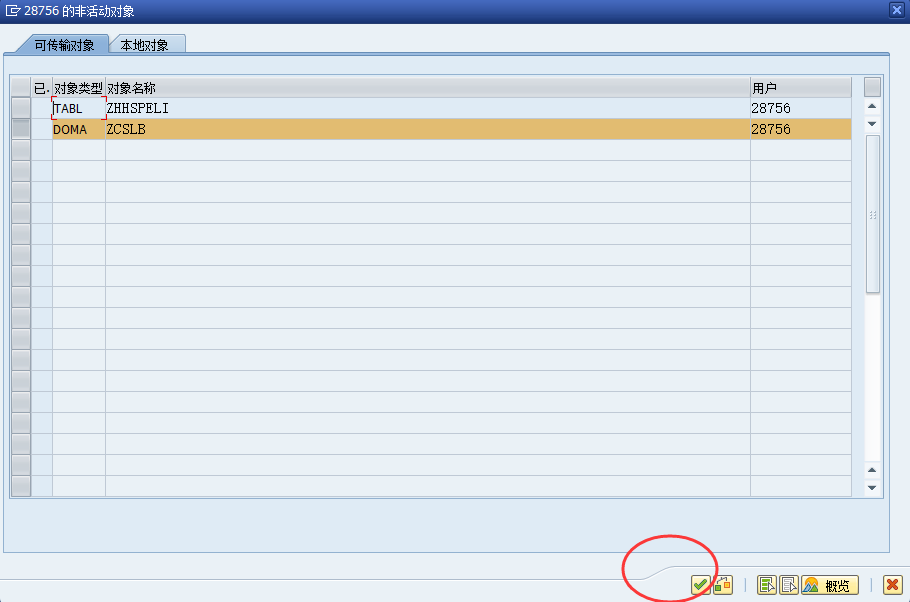 28756 的非活动对象
可传输对象 本地对象
已. 对象类型 对象名称 用户
TABL ZHHSPELI 28756
DOMA ZCSLB 28756
概览